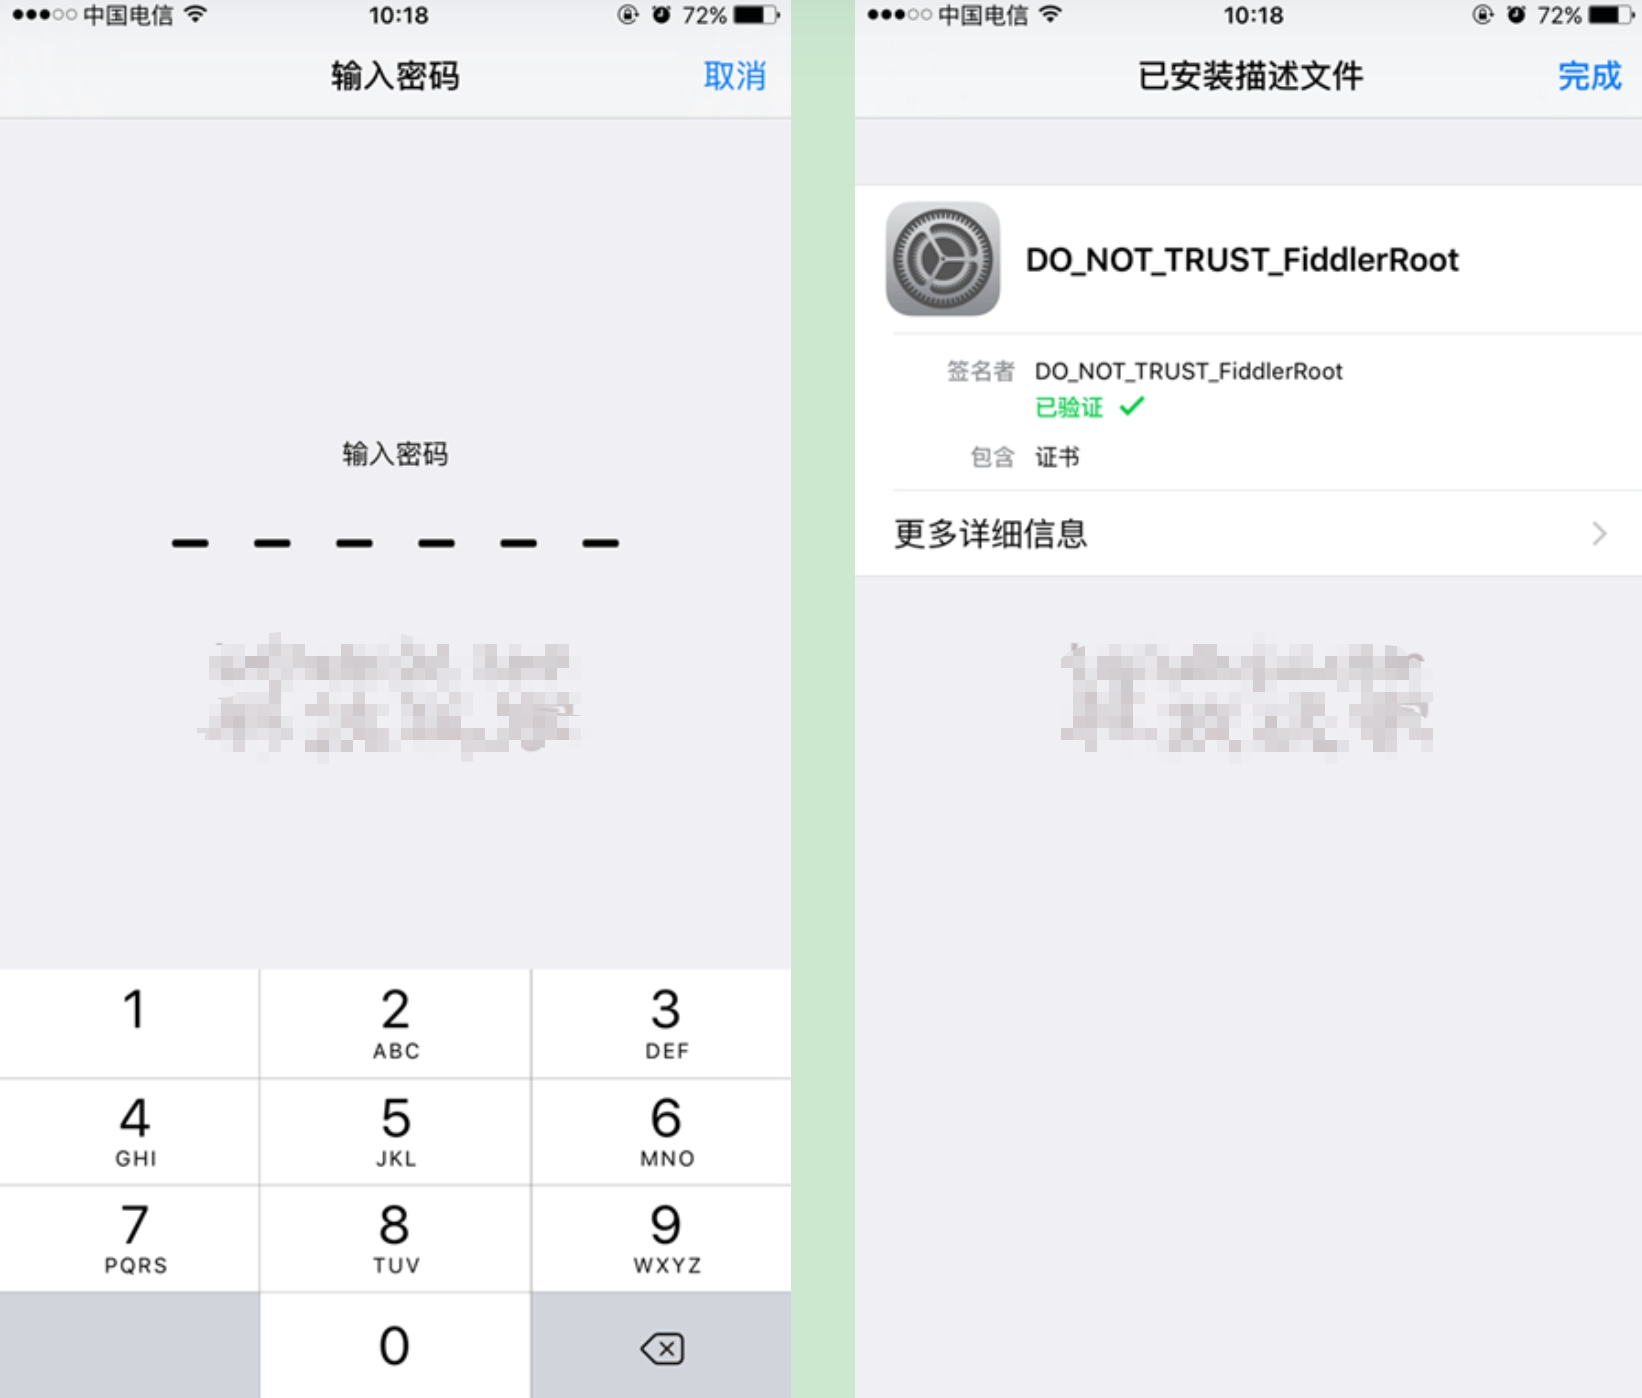 中国电信 10:18 72%
输入密码 取消
输入密码
1
2 ABC
3 DEF
4 GHI
5 JKL
6 MNO
7 PQRS
8 TUV
9 WXYZ
0
中国电信 10:18 72%
已安装描述文件 完成
DO_NOT_TRUST_FiddlerRoot
签名者 DO_NOT_TRUST_FiddlerRoot
已验证
包含 证书
更多详细信息